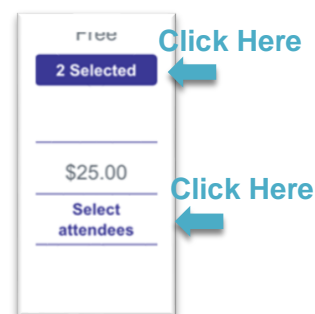 Free
Click Here
2 Selected
$25.00
Click Here
Select
attendees